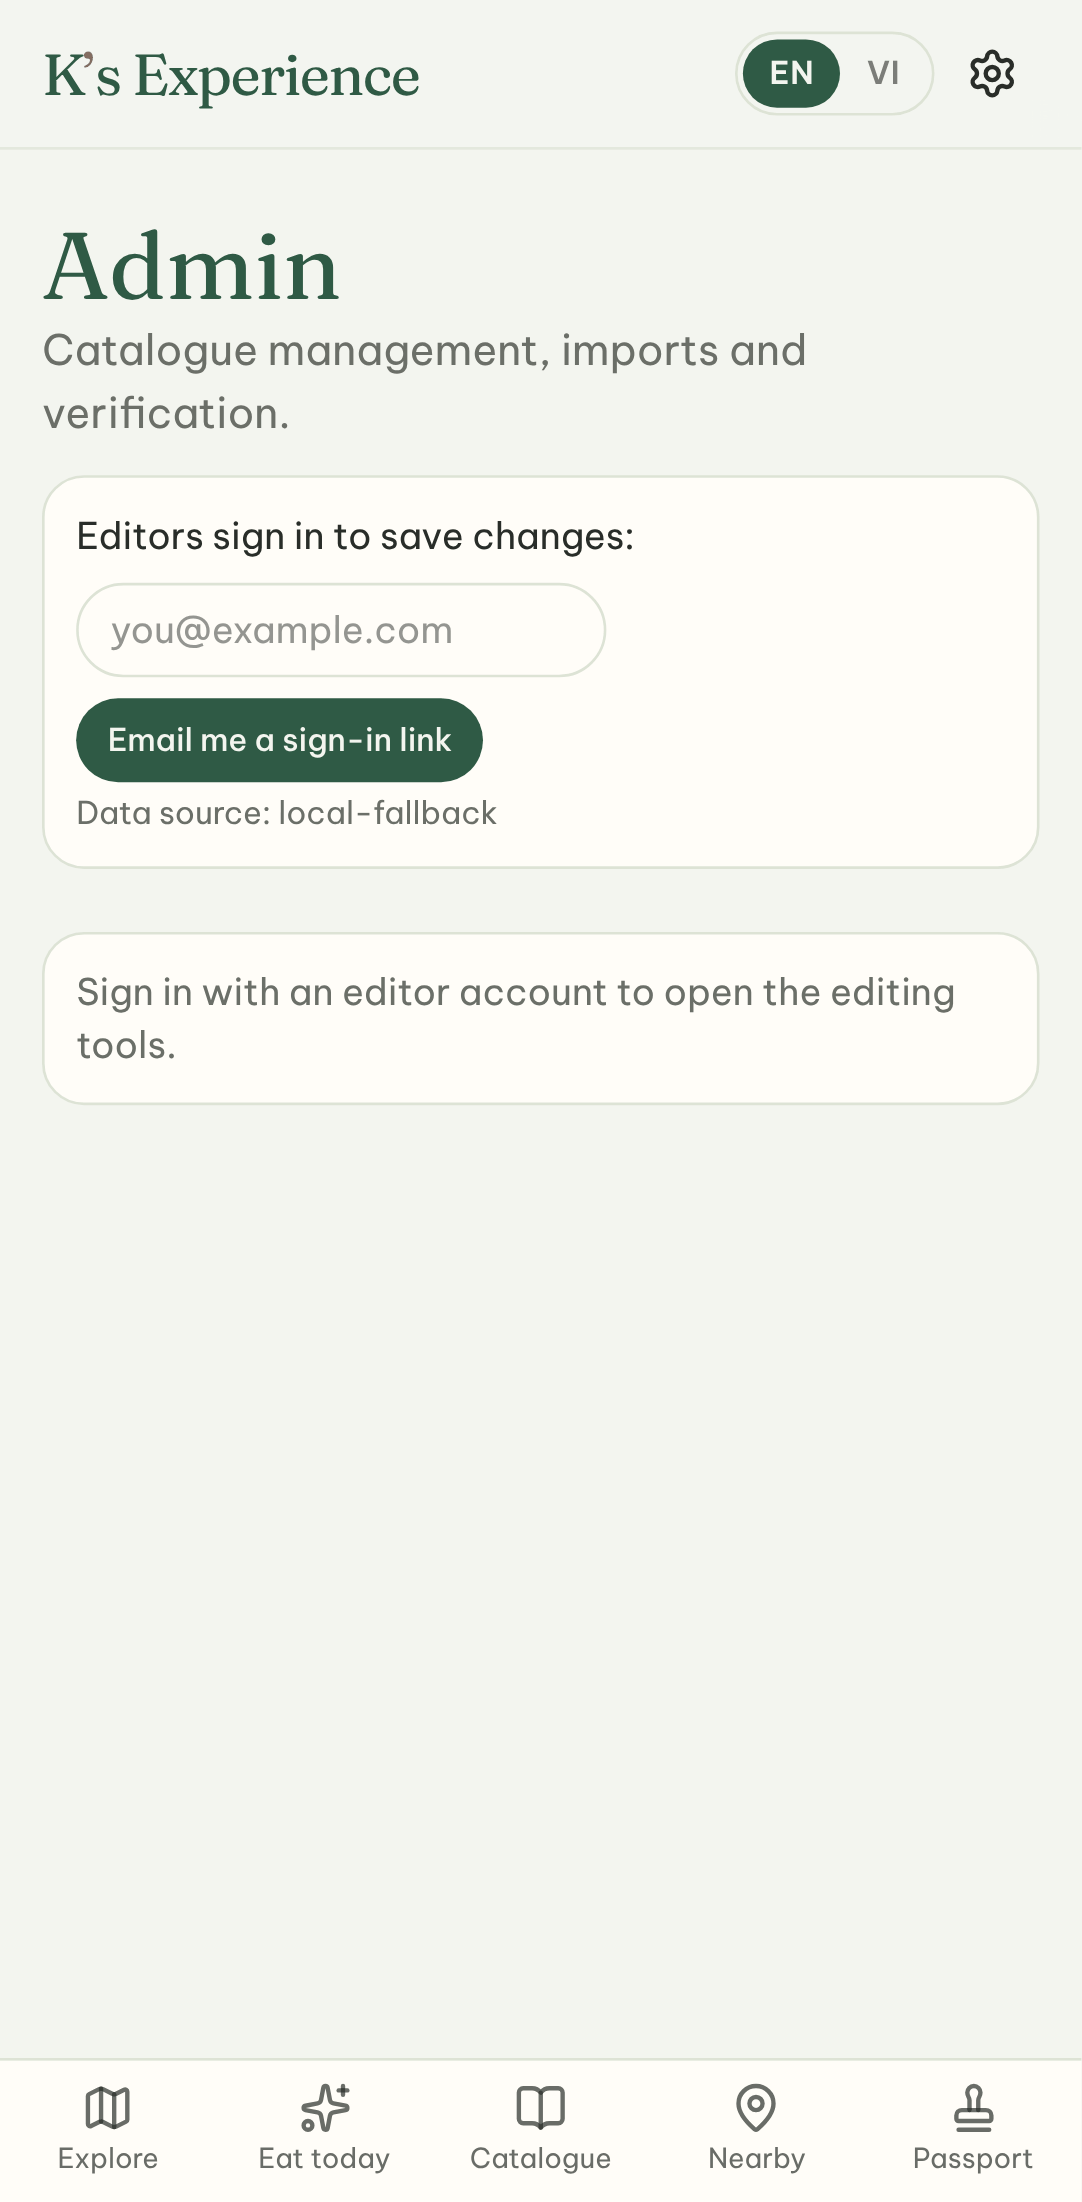 K’s Experience
EN VI
Admin
Catalogue management, imports and
verification.
Editors sign in to save changes:
you@example.com
Email me a sign-in link
Data source: local-fallback
Sign in with an editor account to open the editing
tools.
Explore Eat today Catalogue Nearby Passport